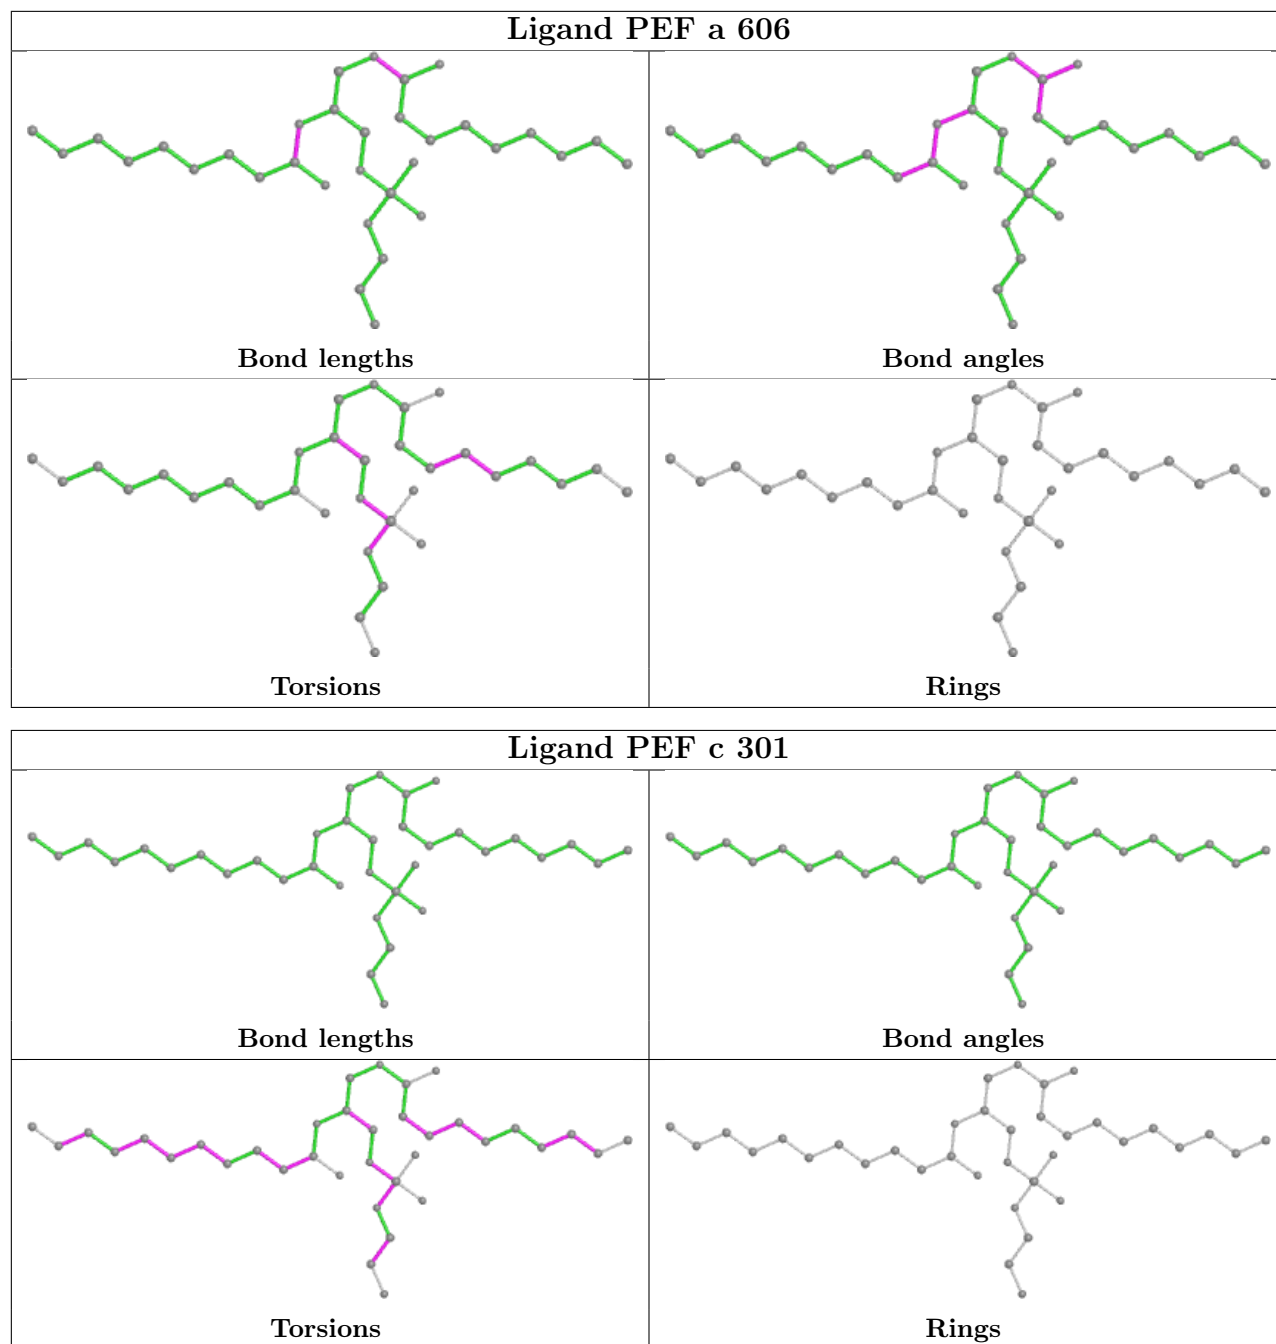 Ligand PEF a 606
Bond lengths
Bond angles
Torsions
Rings
Ligand PEF c 301
Bond lengths
Bond angles
Torsions
Rings